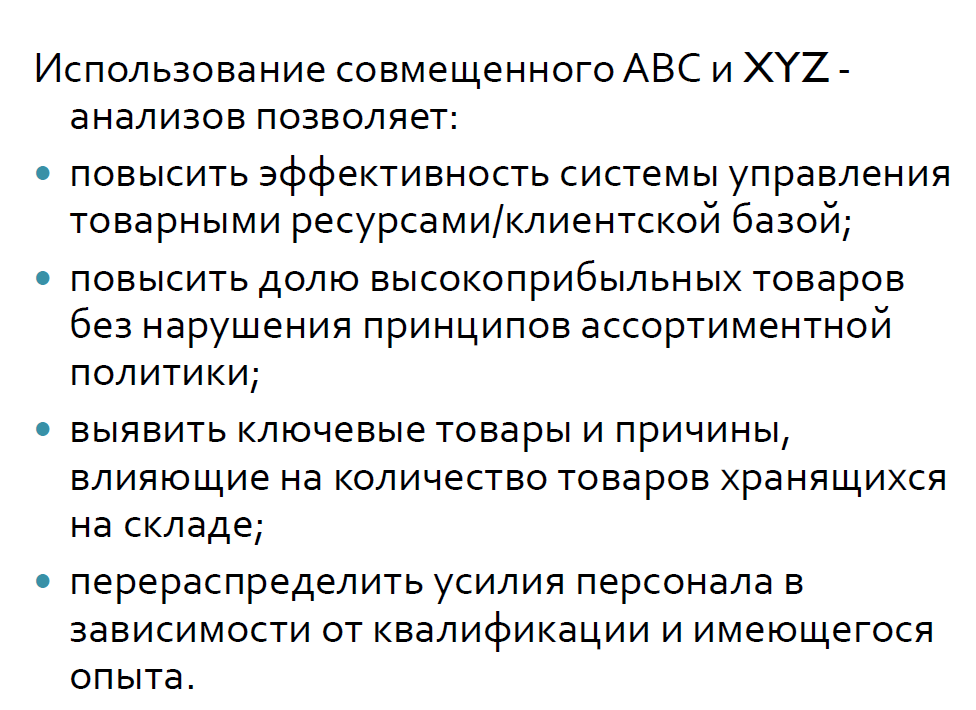 Использование совмещенного АВС и XYZ -
анализов позволяет:
• повысить эффективность системы управления
товарными ресурсами/клиентской базой;
• повысить долю высокоприбыльных товаров
без нарушения принципов ассортиментной
политики;
• выявить ключевые товары и причины,
влияющие на количество товаров хранящихся
на складе;
• перераспределить усилия персонала в
зависимости от квалификации и имеющегося
опыта.